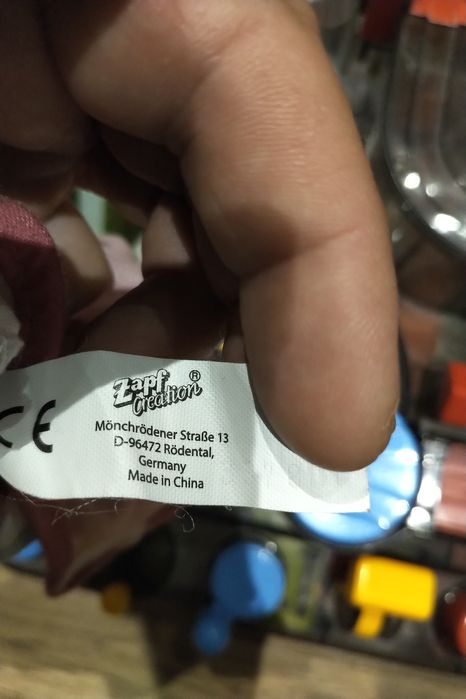 Zapf ®
Creation
Mönchrödener Straße 13
D-96472 Rödental,
Germany
Made in China
CE